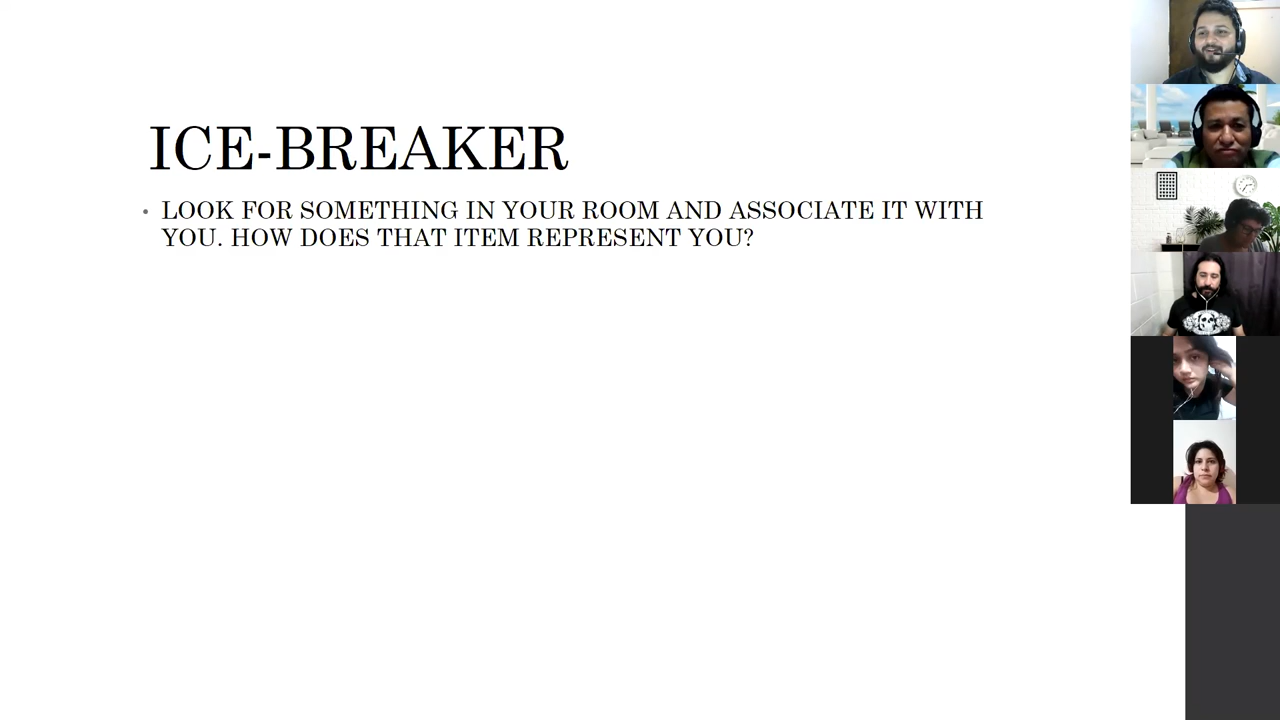 ICE-BREAKER
LOOK FOR SOMETHING IN YOUR ROOM AND ASSOCIATE IT WITH
YOU. HOW DOES THAT ITEM REPRESENT YOU?